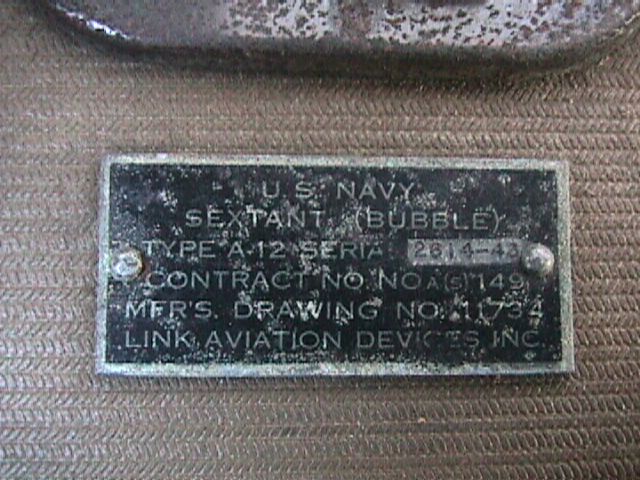 U.S. NAVY
SEXTANT (BUBBLE)
TYPE A-12 SERIAL 2614-43
CONTRACT NO. NOA(S) 149
MFR'S. DRAWING NO. 11734
LINK AVIATION DEVICES INC.